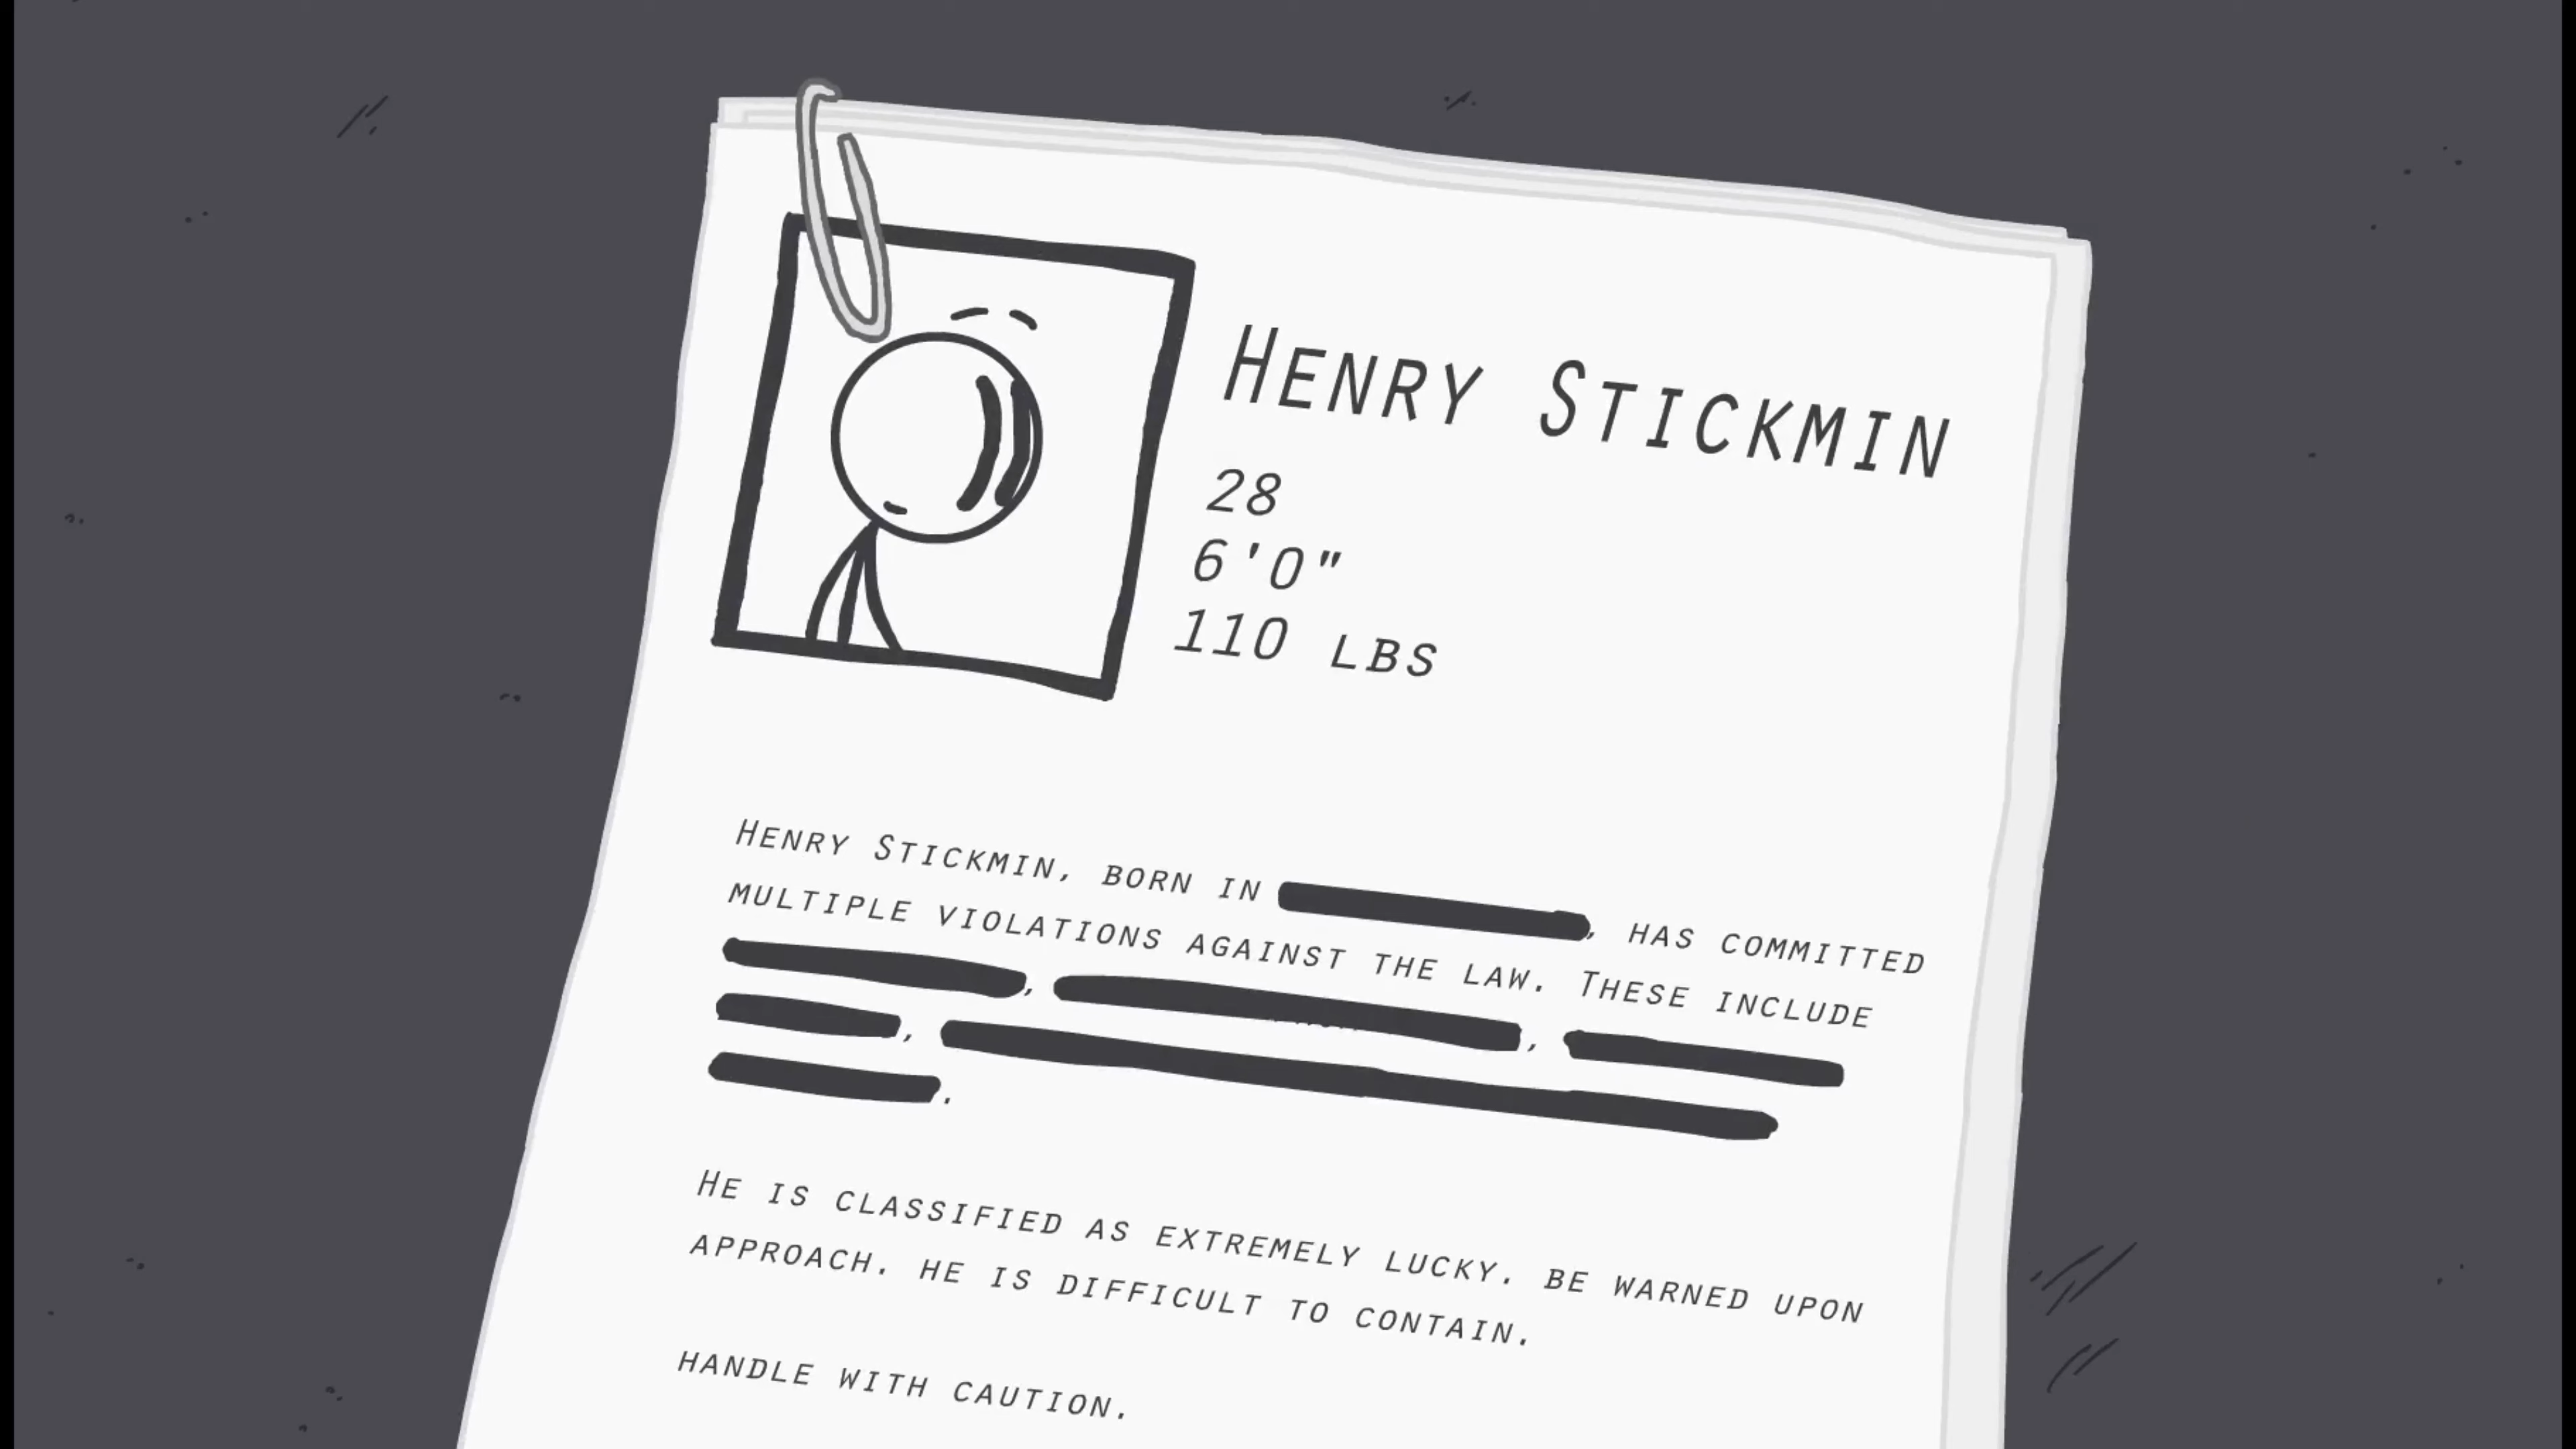 Henry Stickmin
28
6'0"
110 lbs
Henry Stickmin, born in , has committed
multiple violations against the law. These include
, ,
,
.
He is classified as extremely lucky. be warned upon
approach. he is difficult to contain.
handle with caution.